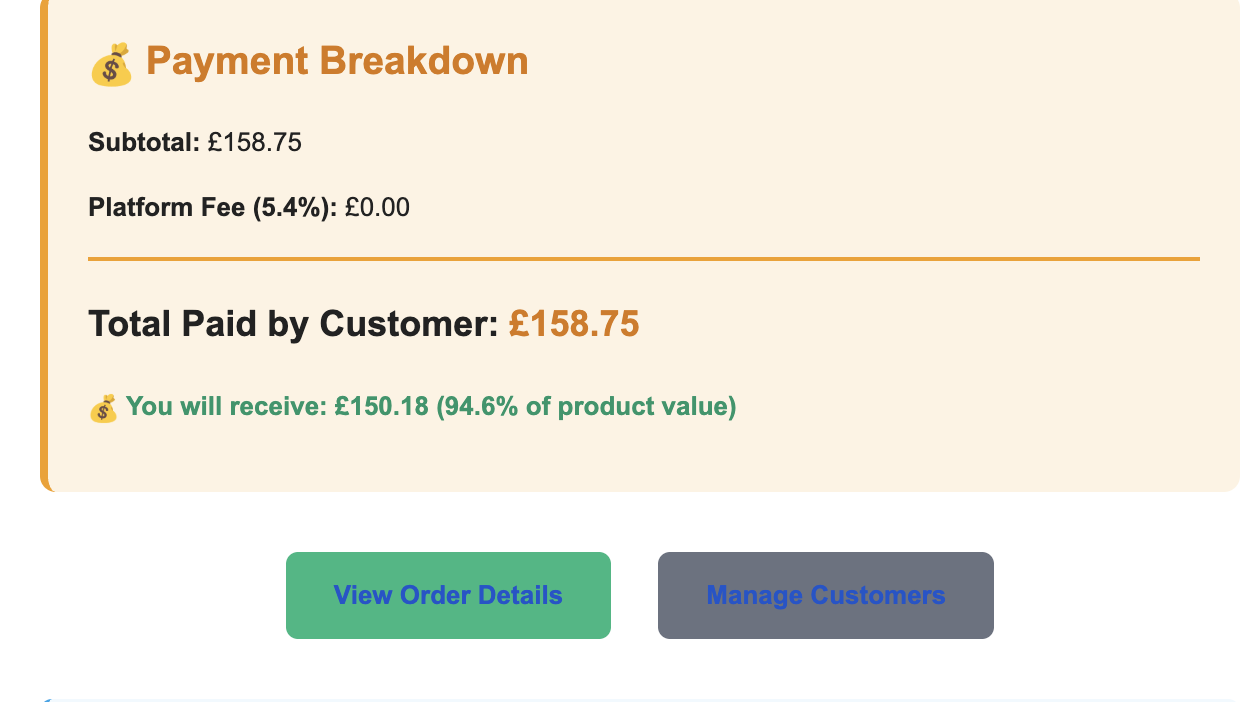 💰 Payment Breakdown
Subtotal: £158.75
Platform Fee (5.4%): £0.00
Total Paid by Customer: £158.75
💰 You will receive: £150.18 (94.6% of product value)
View Order Details
Manage Customers